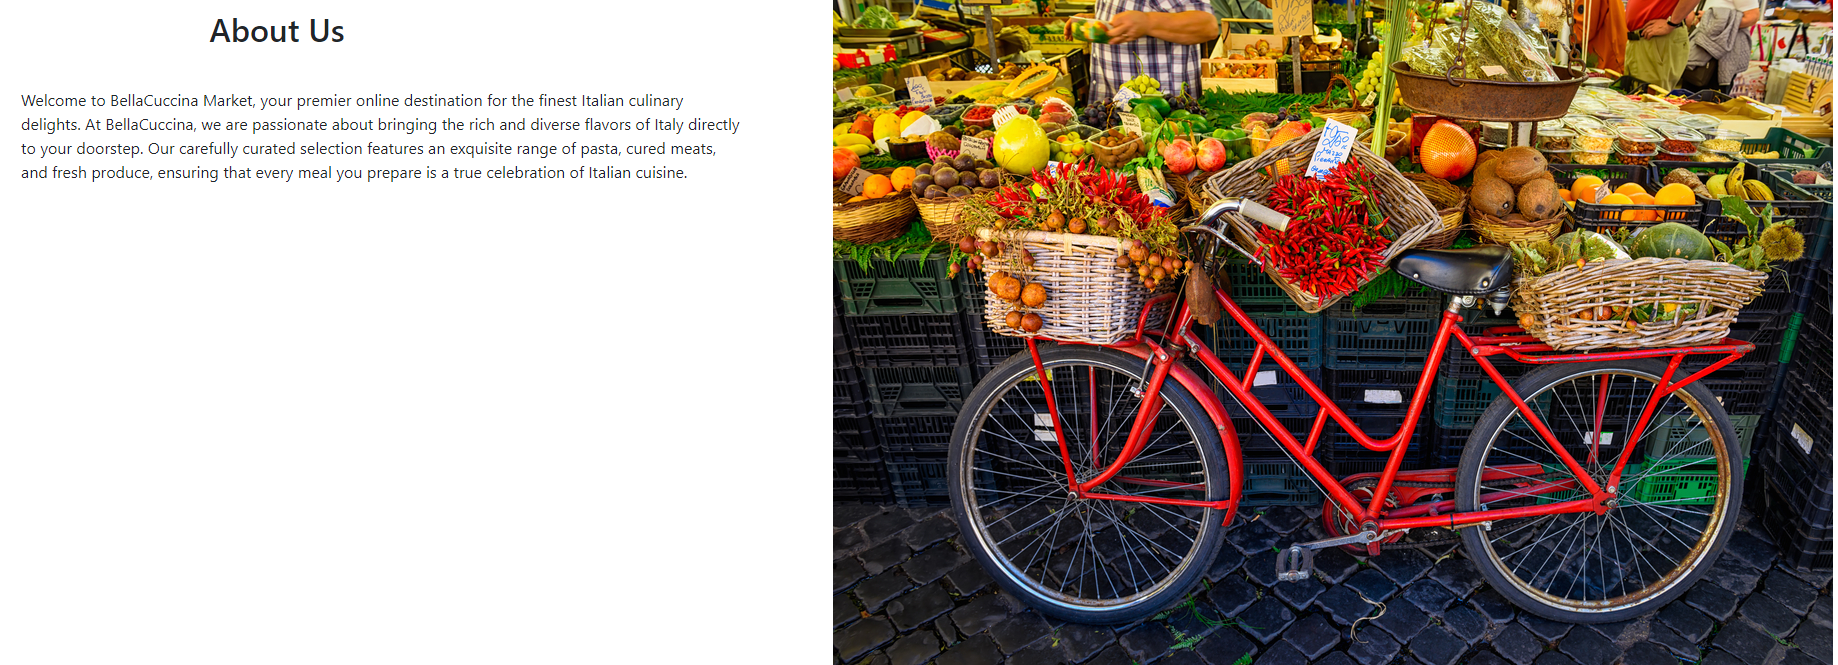 About Us
Welcome to BellaCuccina Market, your premier online destination for the finest Italian culinary
delights. At BellaCuccina, we are passionate about bringing the rich and diverse flavors of Italy directly
to your doorstep. Our carefully curated selection features an exquisite range of pasta, cured meats,
and fresh produce, ensuring that every meal you prepare is a true celebration of Italian cuisine.